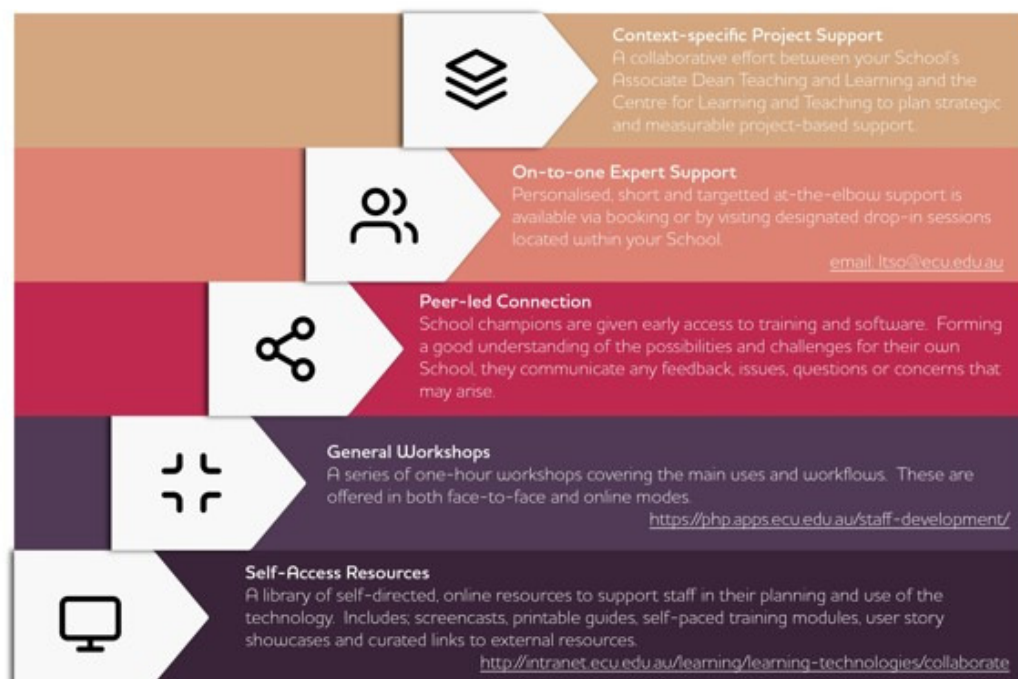 Context-specific Project Support
A collaborative effort between your School's
Associate Dean Teaching and Learning and the
Centre for Learning and Teaching to plan strategic
and measurable project-based support.
On-to-one Expert Support
Personalised, short and targetted at-the-elbow support is
available via booking or by visiting designated drop-in sessions
located within your School.
email: ltso@ecu.edu.au
Peer-led Connection
School champions are given early access to training and software. Forming
a good understanding of the possibilities and challenges for their own
School, they communicate any feedback, issues, questions or concerns that
may arise.
General Workshops
A series of one-hour workshops covering the main uses and workflows. These are
offered in both face-to-face and online modes.
https://php.apps.ecu.edu.au/staff-development/
Self-Access Resources
A library of self-directed, online resources to support staff in their planning and use of the
technology. Includes; screencasts, printable guides, self-paced training modules, user story
showcases and curated links to external resources.
http://intranet.ecu.edu.au/learning/learning-technologies/collaborate